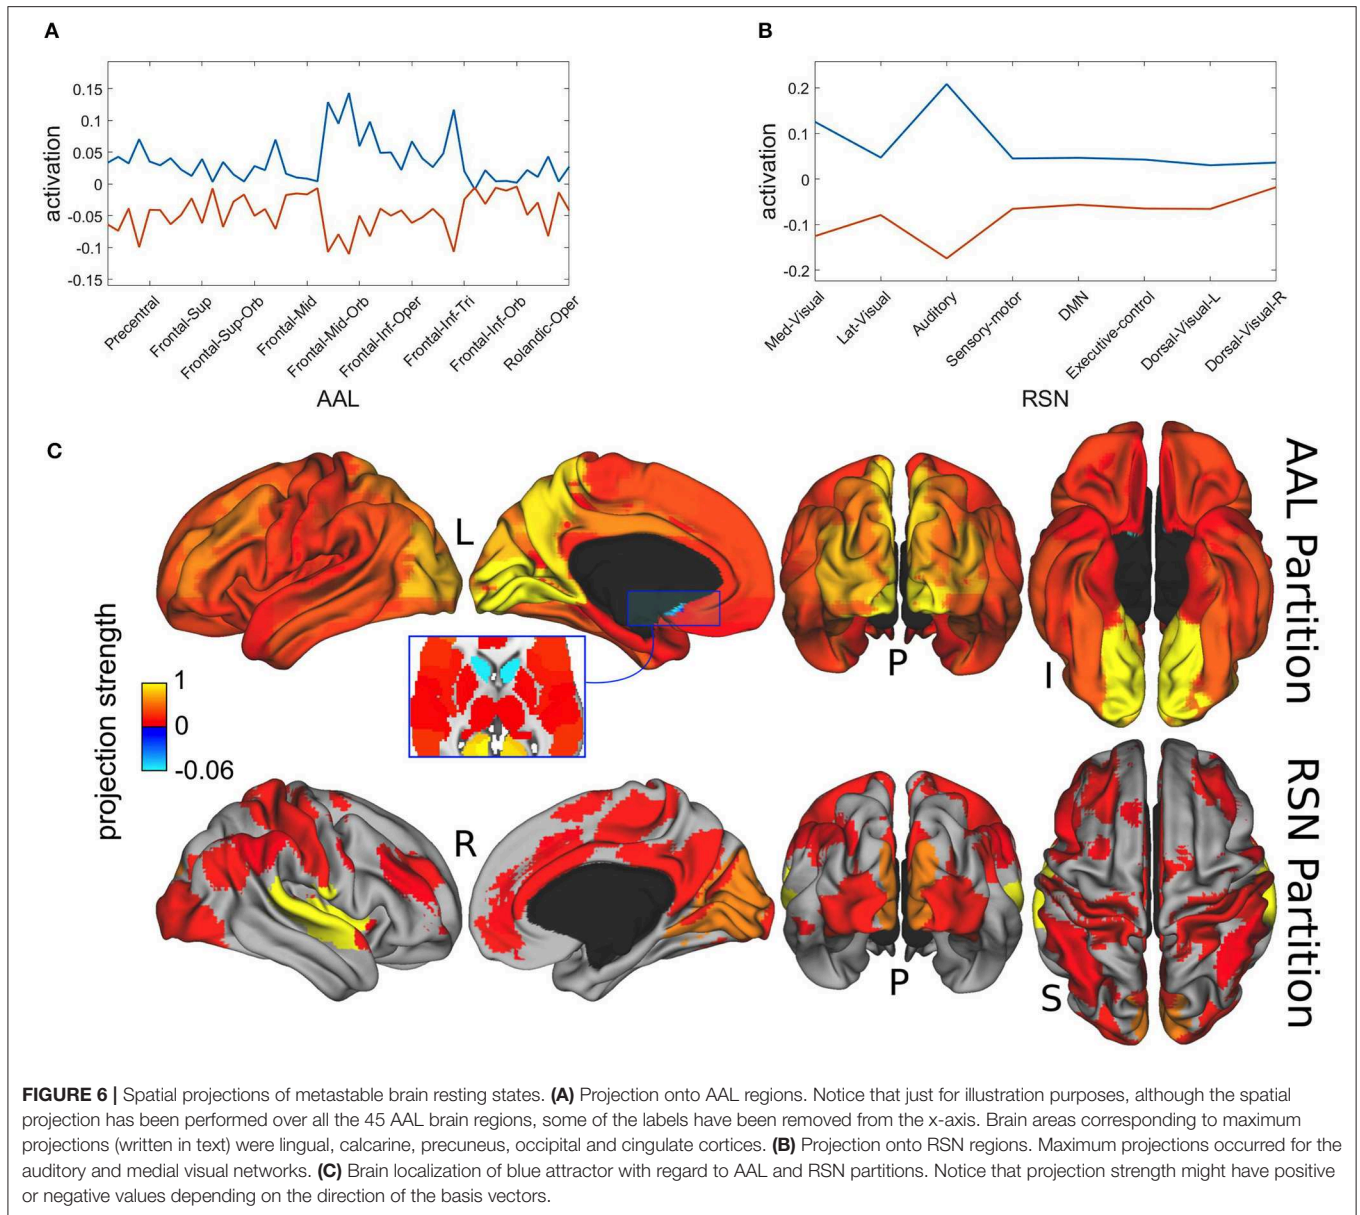 A
B
0.15
0.1
0.05
0
-0.05
-0.1
-0.15
activation
Precentral
Frontal-Sup
Frontal-Sup-Orb
Frontal-Mid
Frontal-Mid-Orb
Frontal-Inf-Oper
Frontal-Inf-Tri
Frontal-Inf-Orb
Rolandic-Oper
AAL
0.2
0.1
0
-0.1
-0.2
activation
Med-Visual
Lat-Visual
Auditory
Sensory-motor
DMN
Executive-control
Dorsal-Visual-L
Dorsal-Visual-R
RSN
C
L
P
I
AAL Partition
projection strength
1
0
-0.06
R
P
S
RSN Partition
FIGURE 6 | Spatial projections of metastable brain resting states. (A) Projection onto AAL regions. Notice that just for illustration purposes, although the spatial
projection has been performed over all the 45 AAL brain regions, some of the labels have been removed from the x-axis. Brain areas corresponding to maximum
projections (written in text) were lingual, calcarine, precuneus, occipital and cingulate cortices. (B) Projection onto RSN regions. Maximum projections occurred for the
auditory and medial visual networks. (C) Brain localization of blue attractor with regard to AAL and RSN partitions. Notice that projection strength might have positive
or negative values depending on the direction of the basis vectors.